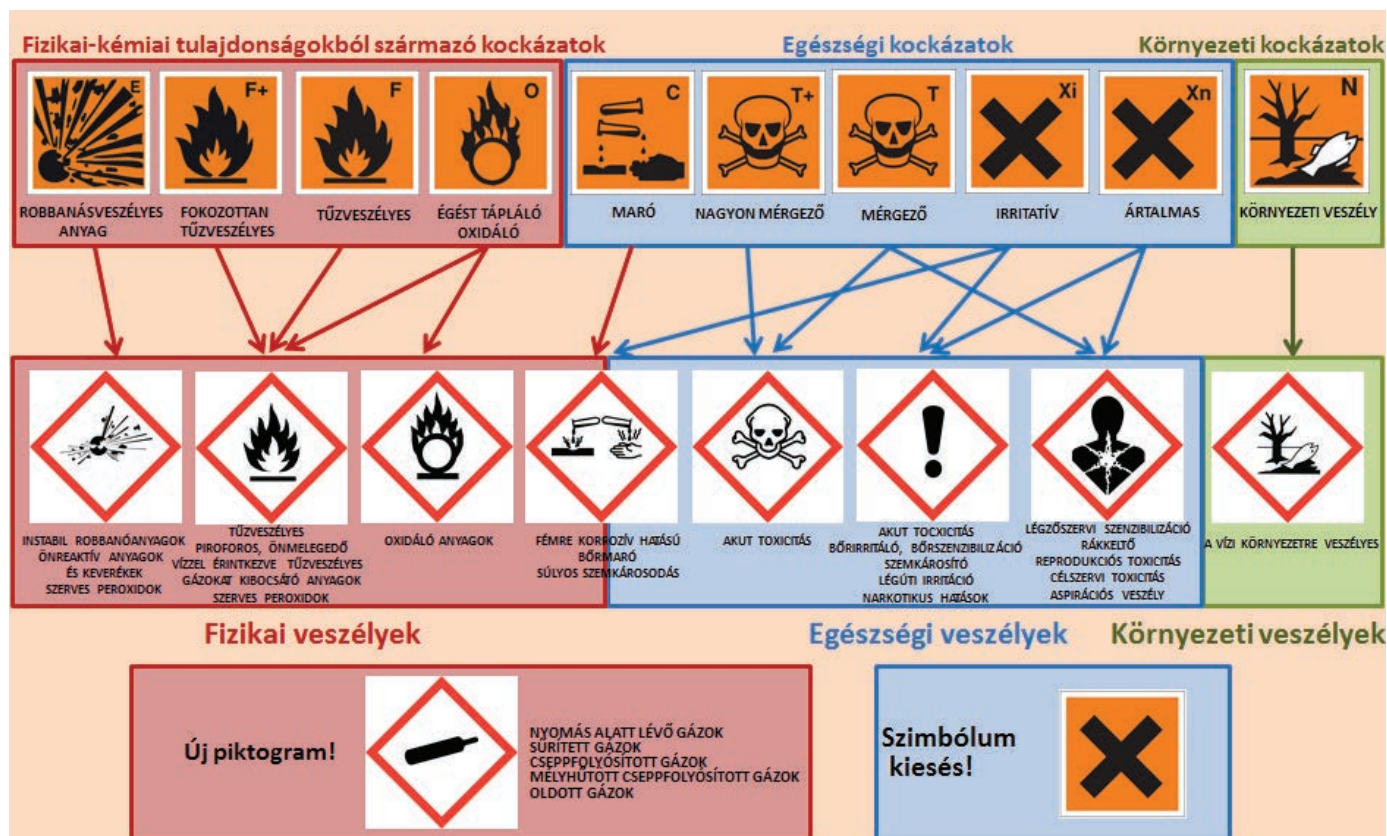 Fizikai-kémiai tulajdonságokból származó kockázatok
Egészségi kockázatok
Környezeti kockázatok
E
F+
F
O
C
T+
T
Xi
Xn
N
ROBBANÁSVESZÉLYES
ANYAG
FOKOZOTTAN
TŰZVESZÉLYES
TŰZVESZÉLYES
ÉGÉST TÁPLÁLÓ
OXIDÁLÓ
MARÓ
NAGYON MÉRGEZŐ
MÉRGEZŐ
IRRITATÍV
ÁRTALMAS
KÖRNYEZETI VESZÉLY
INSTABIL ROBBANÓANYAGOK
ÖNREAKTÍV ANYAGOK
ÉS KEVERÉKEK
SZERVES PEROXIDOK
TŰZVESZÉLYES
PIROFOROS, ÖNMELEGEDŐ
VÍZZEL ÉRINTKEZVE TŰZVESZÉLYES
GÁZOKAT KIBOCSÁTÓ ANYAGOK
SZERVES PEROXIDOK
OXIDÁLÓ ANYAGOK
FÉMRE KORROZÍV HATÁSÚ
BŐRMARÓ
SÚLYOS SZEMKÁROSODÁS
AKUT TOXICITÁS
AKUT TOCXICITÁS
BŐRIRRITÁLÓ, BŐRSZENZIBILIZÁCIÓ
SZEMKÁROSÍTÓ
LÉGÚTI IRRITÁCIÓ
NARKOTIKUS HATÁSOK
LÉGZŐSZERVI SZENZIBILIZÁCIÓ
RÁKKELTŐ
REPRODUKCIÓS TOXICITÁS
CÉLSZERVI TOXICITÁS
ASPIRÁCIÓS VESZÉLY
A VÍZI KÖRNYEZETRE VESZÉLYES
Fizikai veszélyek
Egészségi veszélyek
Környezeti veszélyek
Új piktogram!
NYOMÁS ALATT LÉVŐ GÁZOK
SŰRÍTETT GÁZOK
CSEPPFOLYÓSÍTOTT GÁZOK
MÉLYHŰTÖTT CSEPPFOLYÓSÍTOTT GÁZOK
OLDOTT GÁZOK
Szimbólum
kiesés!